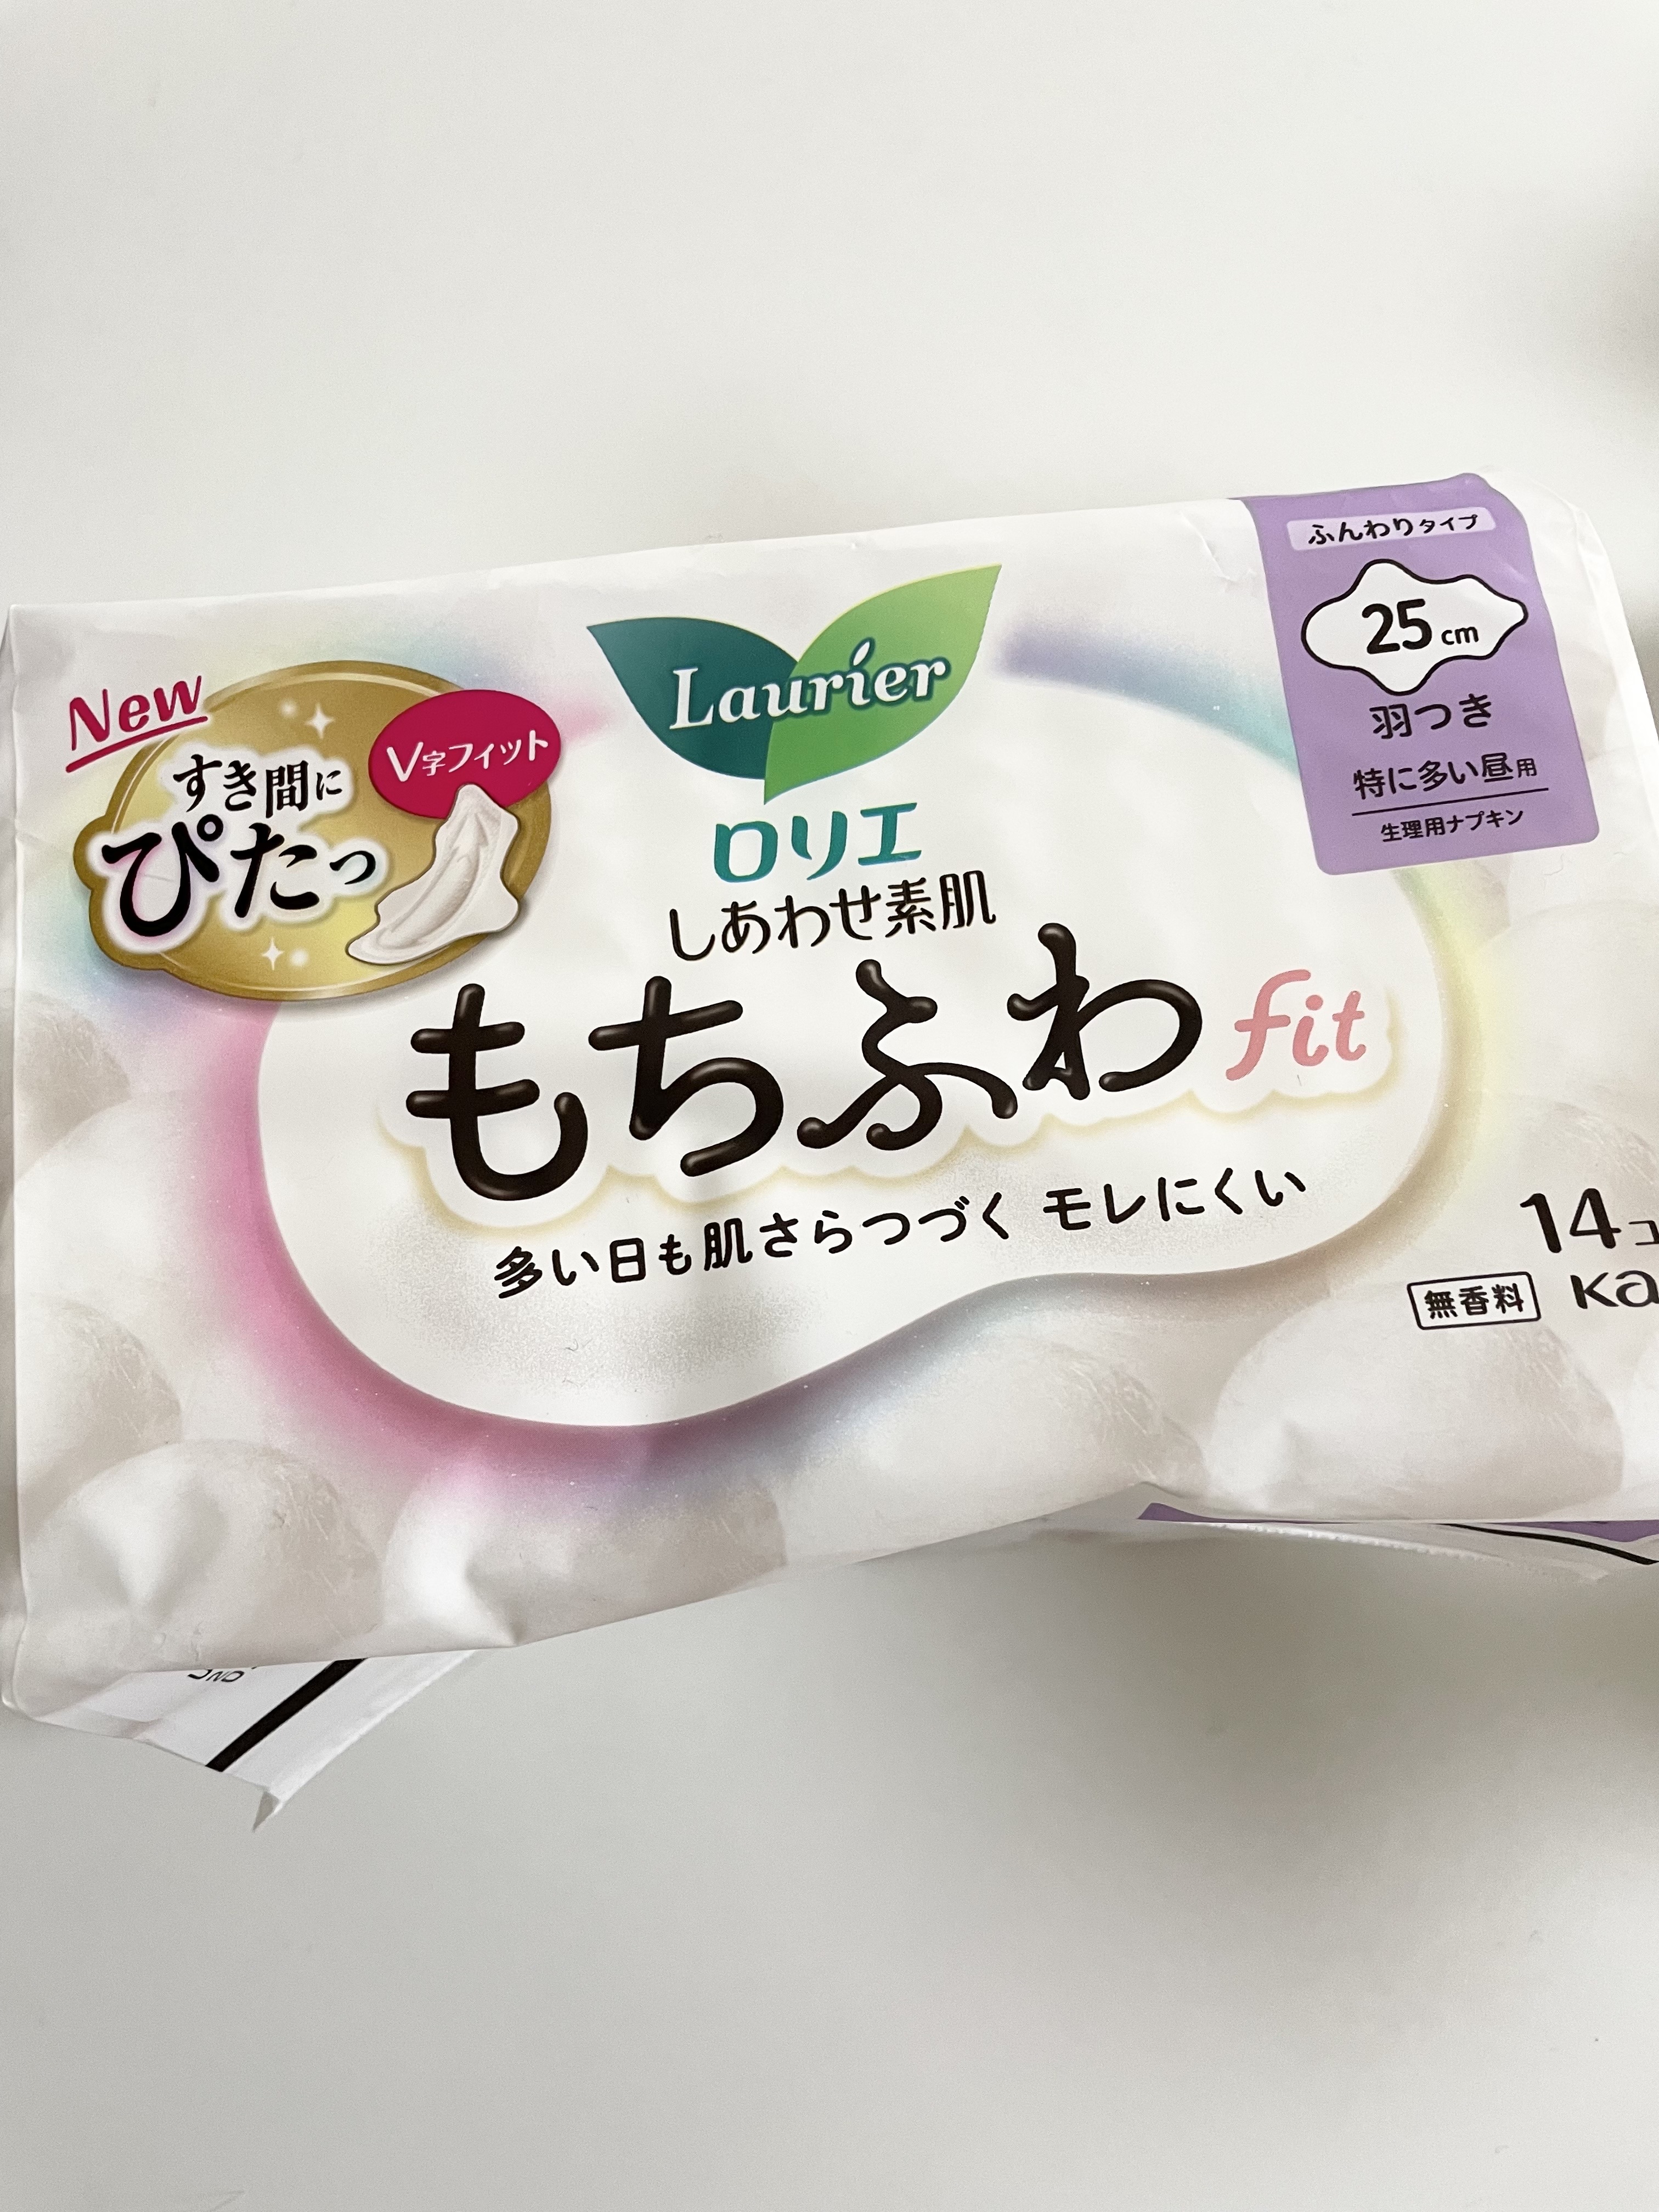 New
すき間に
ぴたっ
V字フィット
Laurier
ロリエ
しあわせ素肌
もちふわ fit
多い日も肌さらつづく モレにくい
ふんわりタイプ
25cm
羽つき
特に多い昼用
生理用ナプキン
14コ
無香料